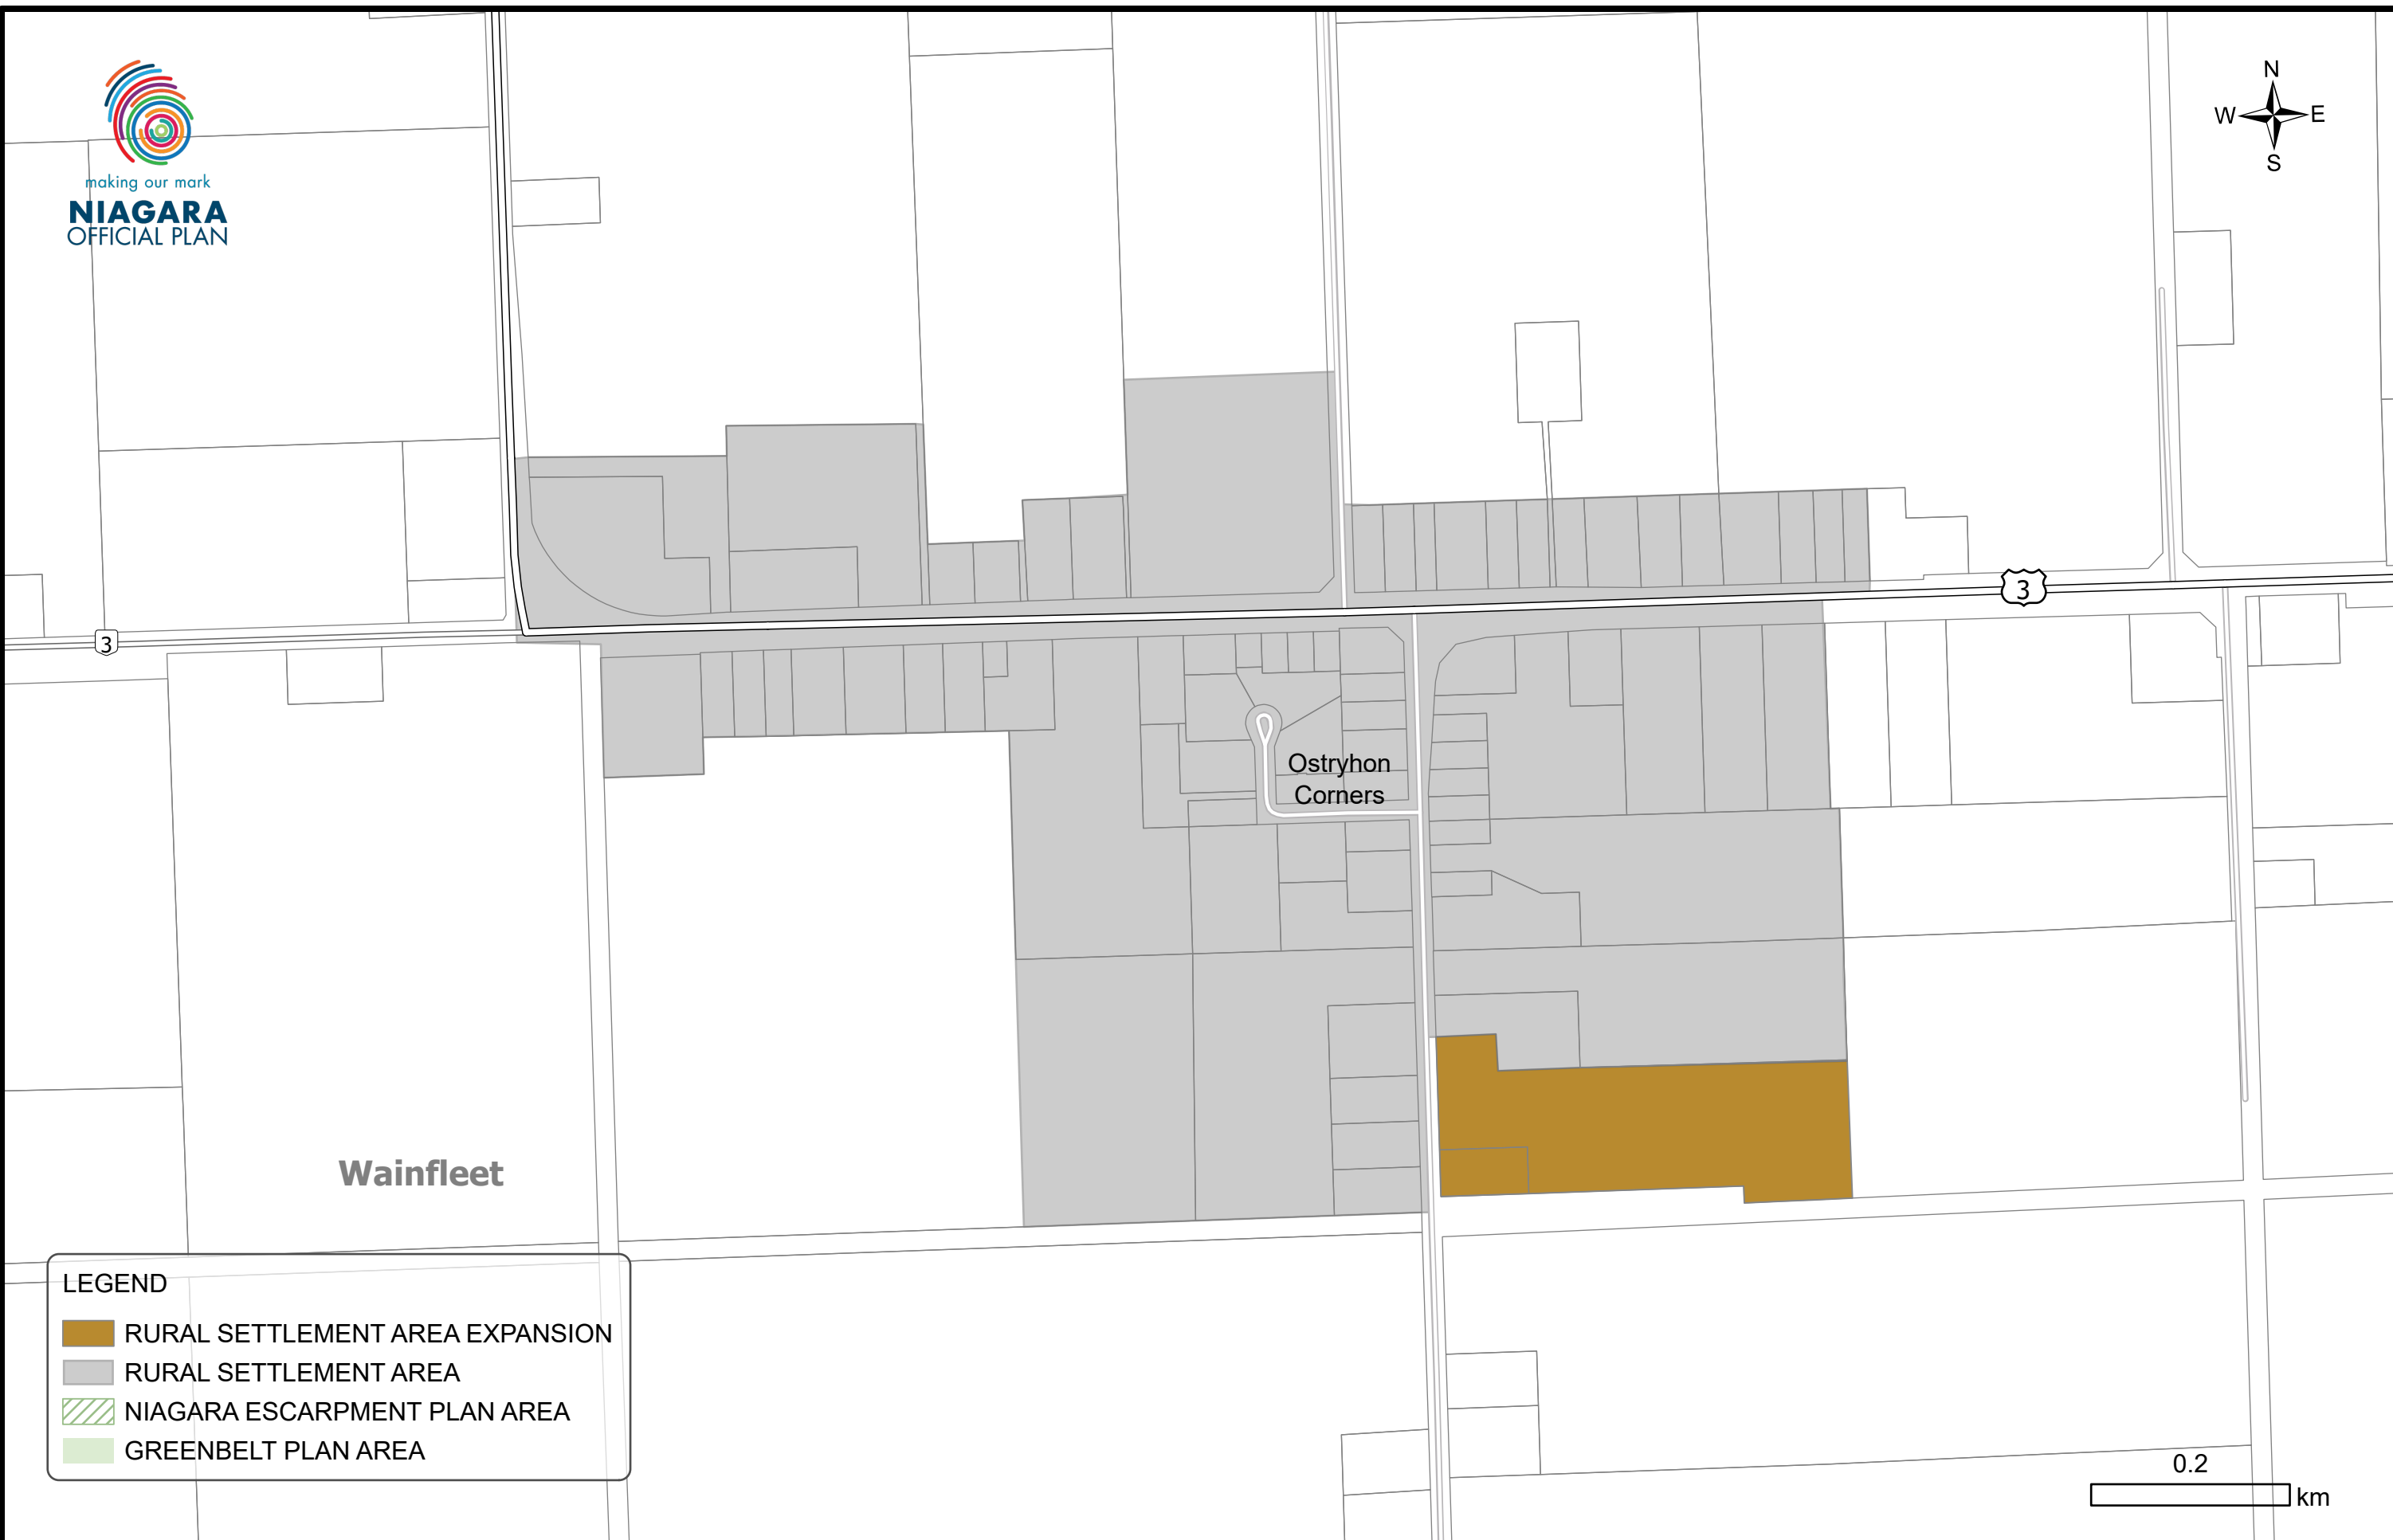 making our mark
NIAGARA
OFFICIAL PLAN
N
W E
S
3
3
Ostryhon
Corners
Wainfleet
LEGEND
RURAL SETTLEMENT AREA EXPANSION
RURAL SETTLEMENT AREA
NIAGARA ESCARPMENT PLAN AREA
GREENBELT PLAN AREA
0.2
km